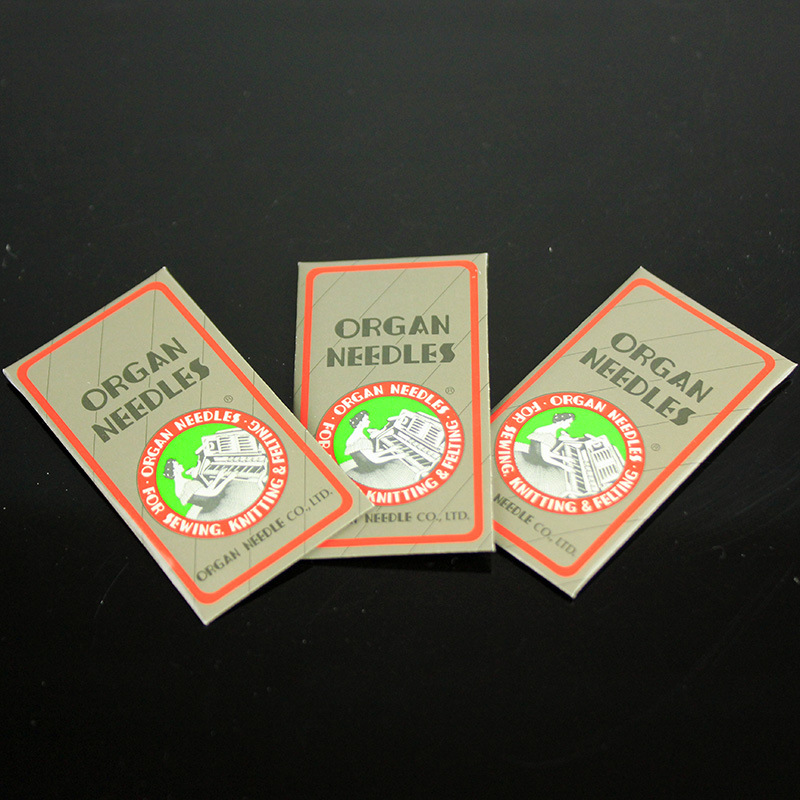 ORGAN
NEEDLES
®
· ORGAN NEEDLES ·
FOR SEWING, KNITTING & FELTING
ORGAN NEEDLE CO., LTD.
ORGAN
NEEDLES
®
· ORGAN NEEDLES ·
FOR KNITTING & FELTING
NEEDLE CO., LTD.
ORGAN
NEEDLES
®
· ORGAN NEEDLES ·
FOR SEWING, KNITTING & FELTING
NEEDLE CO., LTD.